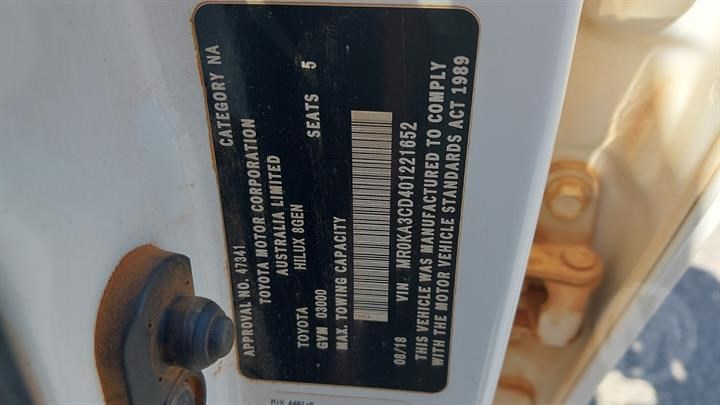 APPROVAL NO. 47341 CATEGORY NA
TOYOTA MOTOR CORPORATION
AUSTRALIA LIMITED
TOYOTA HILUX 8GEN
GVM 03000 SEATS 5
MAX. TOWING CAPACITY
08/18 VIN MR0KA3CD401221652
THIS VEHICLE WAS MANUFACTURED TO COMPLY
WITH THE MOTOR VEHICLE STANDARDS ACT 1989